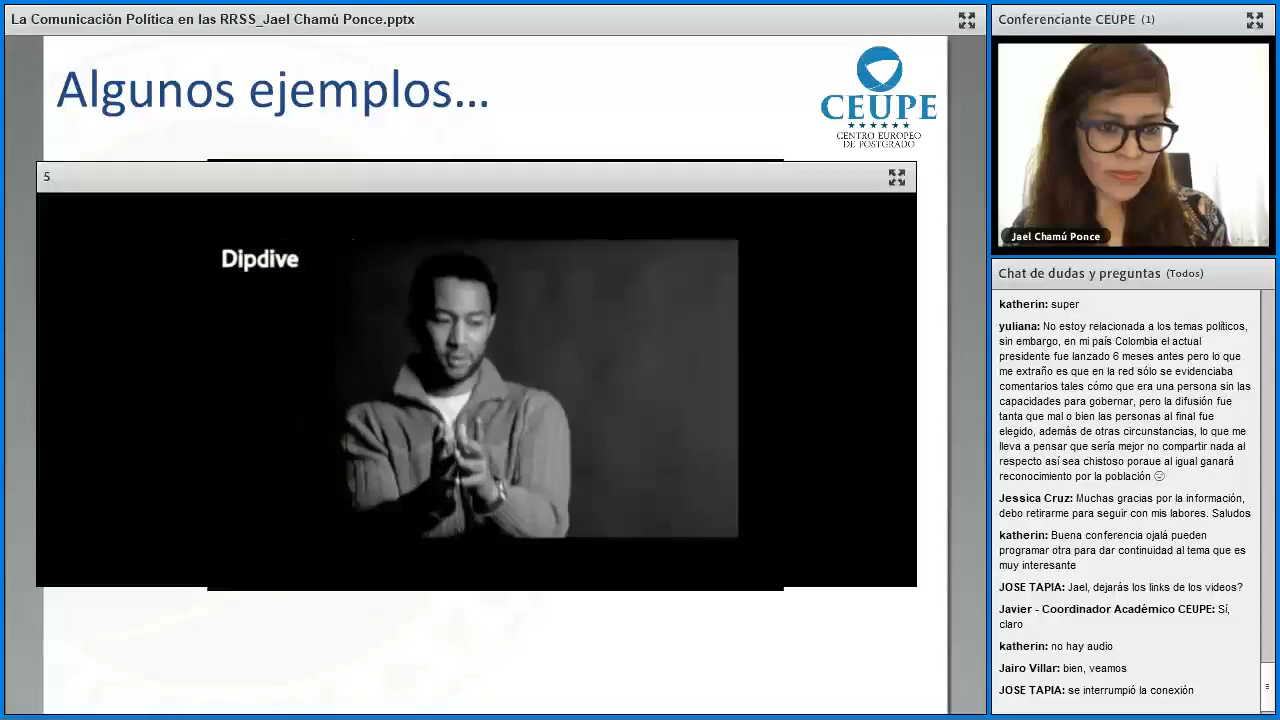 La Comunicación Política en las RRSS_Jael Chamú Ponce.pptx
Algunos ejemplos...
CEUPE
CENTRO EUROPEO
DE POSTGRADO
5
Dipdive
Conferenciante CEUPE (1)
Jael Chamú Ponce
Chat de dudas y preguntas (Todos)
katherin: super
yuliana: No estoy relacionada a los temas políticos,
sin embargo, en mi país Colombia el actual
presidente fue lanzado 6 meses antes pero lo que
me extraño es que en la red sólo se evidenciaba
comentarios tales cómo que era una persona sin las
capacidades para gobernar, pero la difusión fue
tanta que mal o bien las personas al final fue
elegido, además de otras circunstancias, lo que me
lleva a pensar que sería mejor no compartir nada al
respecto así sea chistoso poraue al igual ganará
reconocimiento por la población ☹
Jessica Cruz: Muchas gracias por la información,
debo retirarme para seguir con mis labores. Saludos
katherin: Buena conferencia ojalá pueden
programar otra para dar continuidad al tema que es
muy interesante
JOSE TAPIA: Jael, dejarás los links de los videos?
Javier - Coordinador Académico CEUPE: Sí,
claro
katherin: no hay audio
Jairo Villar: bien, veamos
JOSE TAPIA: se interrumpió la conexión